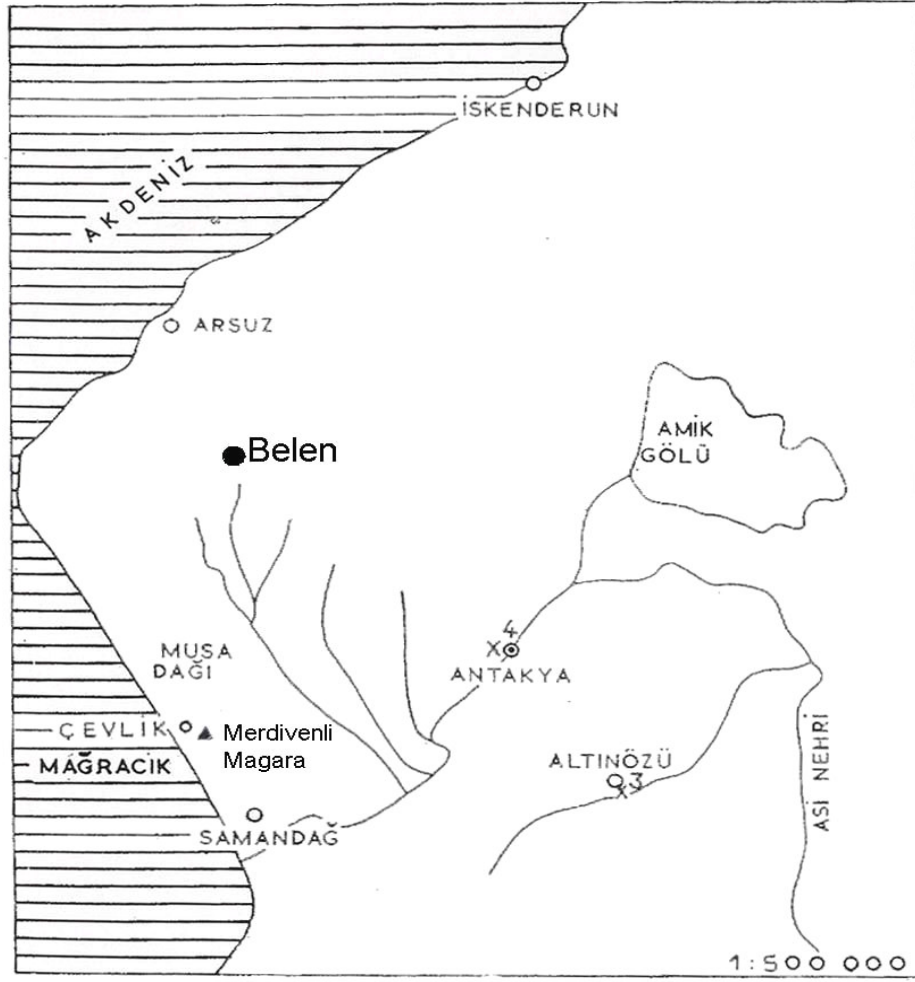 İSKENDERUN
AKDENİZ
ARSUZ
Belen
AMİK
GÖLÜ
4
X
ANTAKYA
MUSA
DAĞI
ÇEVLİK
Merdivenli
Magara
MAĞRACIK
ALTINÖZÜ
3
X
SAMANDAĞ
ASİ NEHRİ
1:500 000